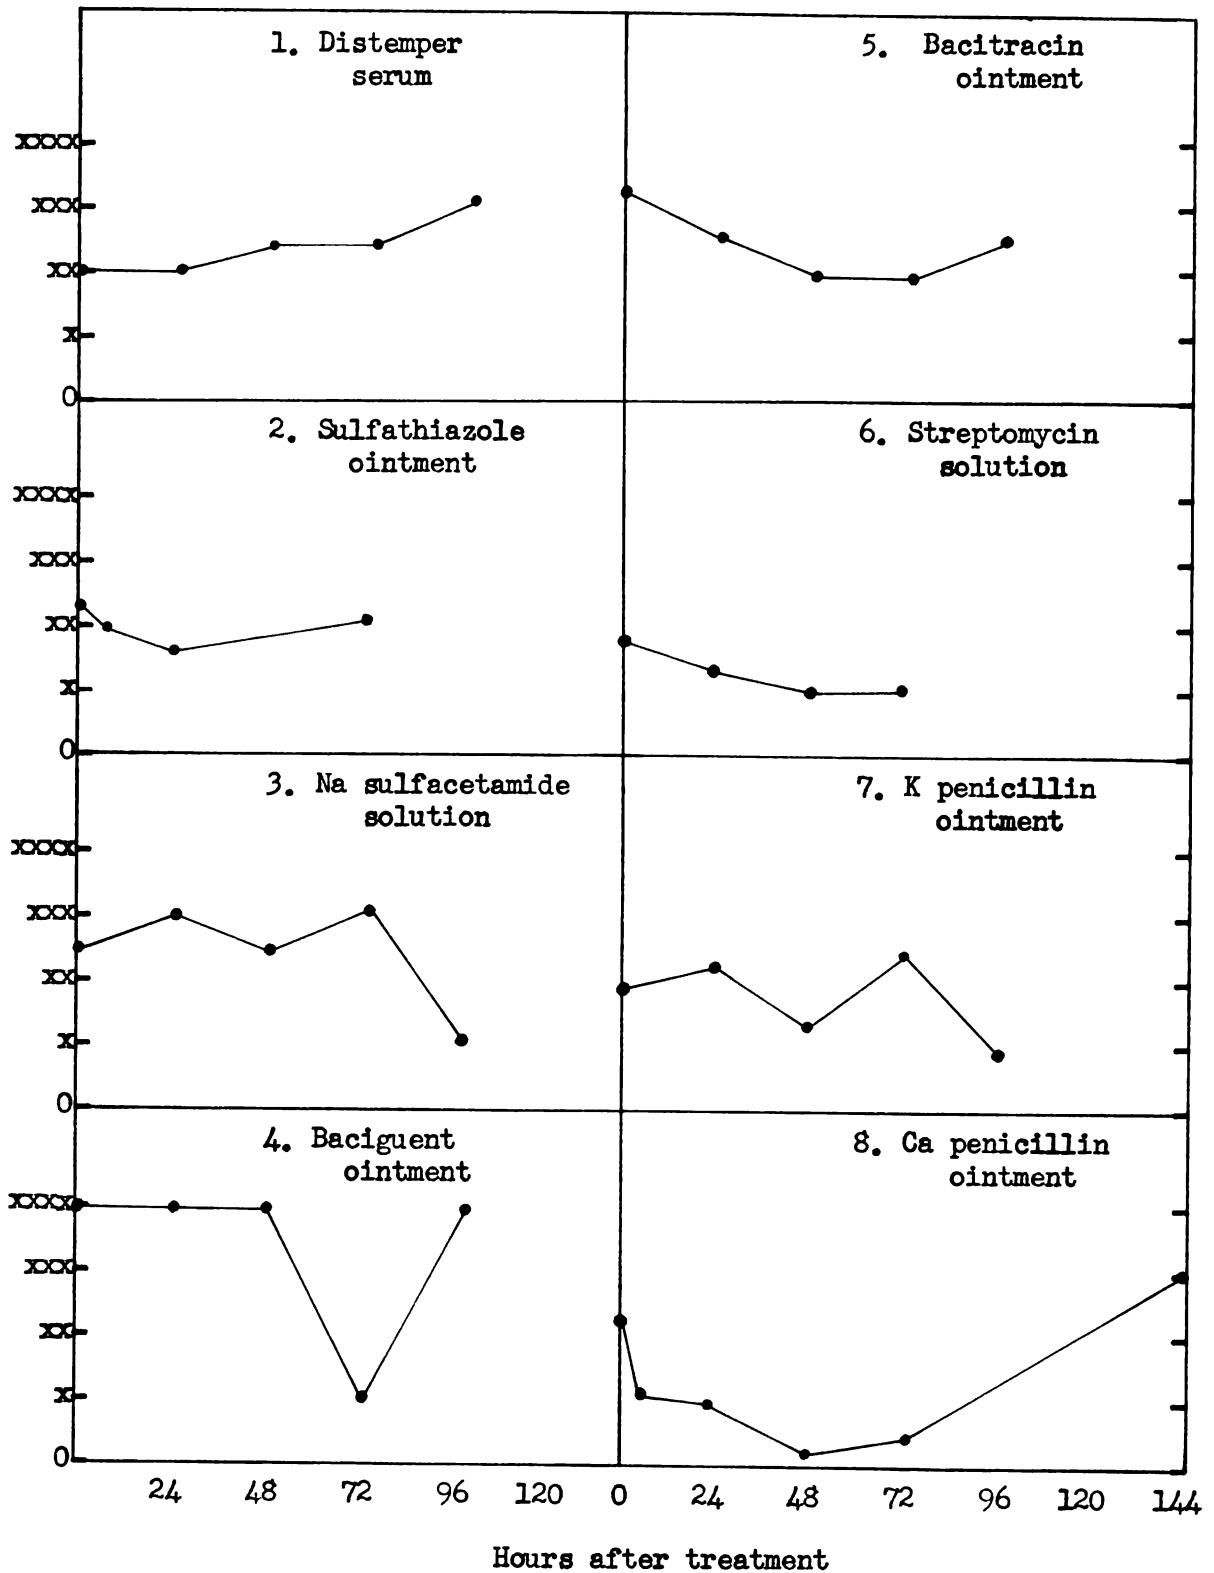 1. Distemper
serum
XXXX
XXX
XX
X
0
5. Bacitracin
ointment
2. Sulfathiazole
ointment
XXXX
XXX
XX
X
0
6. Streptomycin
solution
3. Na sulfacetamide
solution
XXXX
XXX
XX
X
0
7. K penicillin
ointment
4. Baciguent
ointment
XXXX
XXX
XX
X
0
8. Ca penicillin
ointment
24 48 72 96 120 0 24 48 72 96 120 144
Hours after treatment